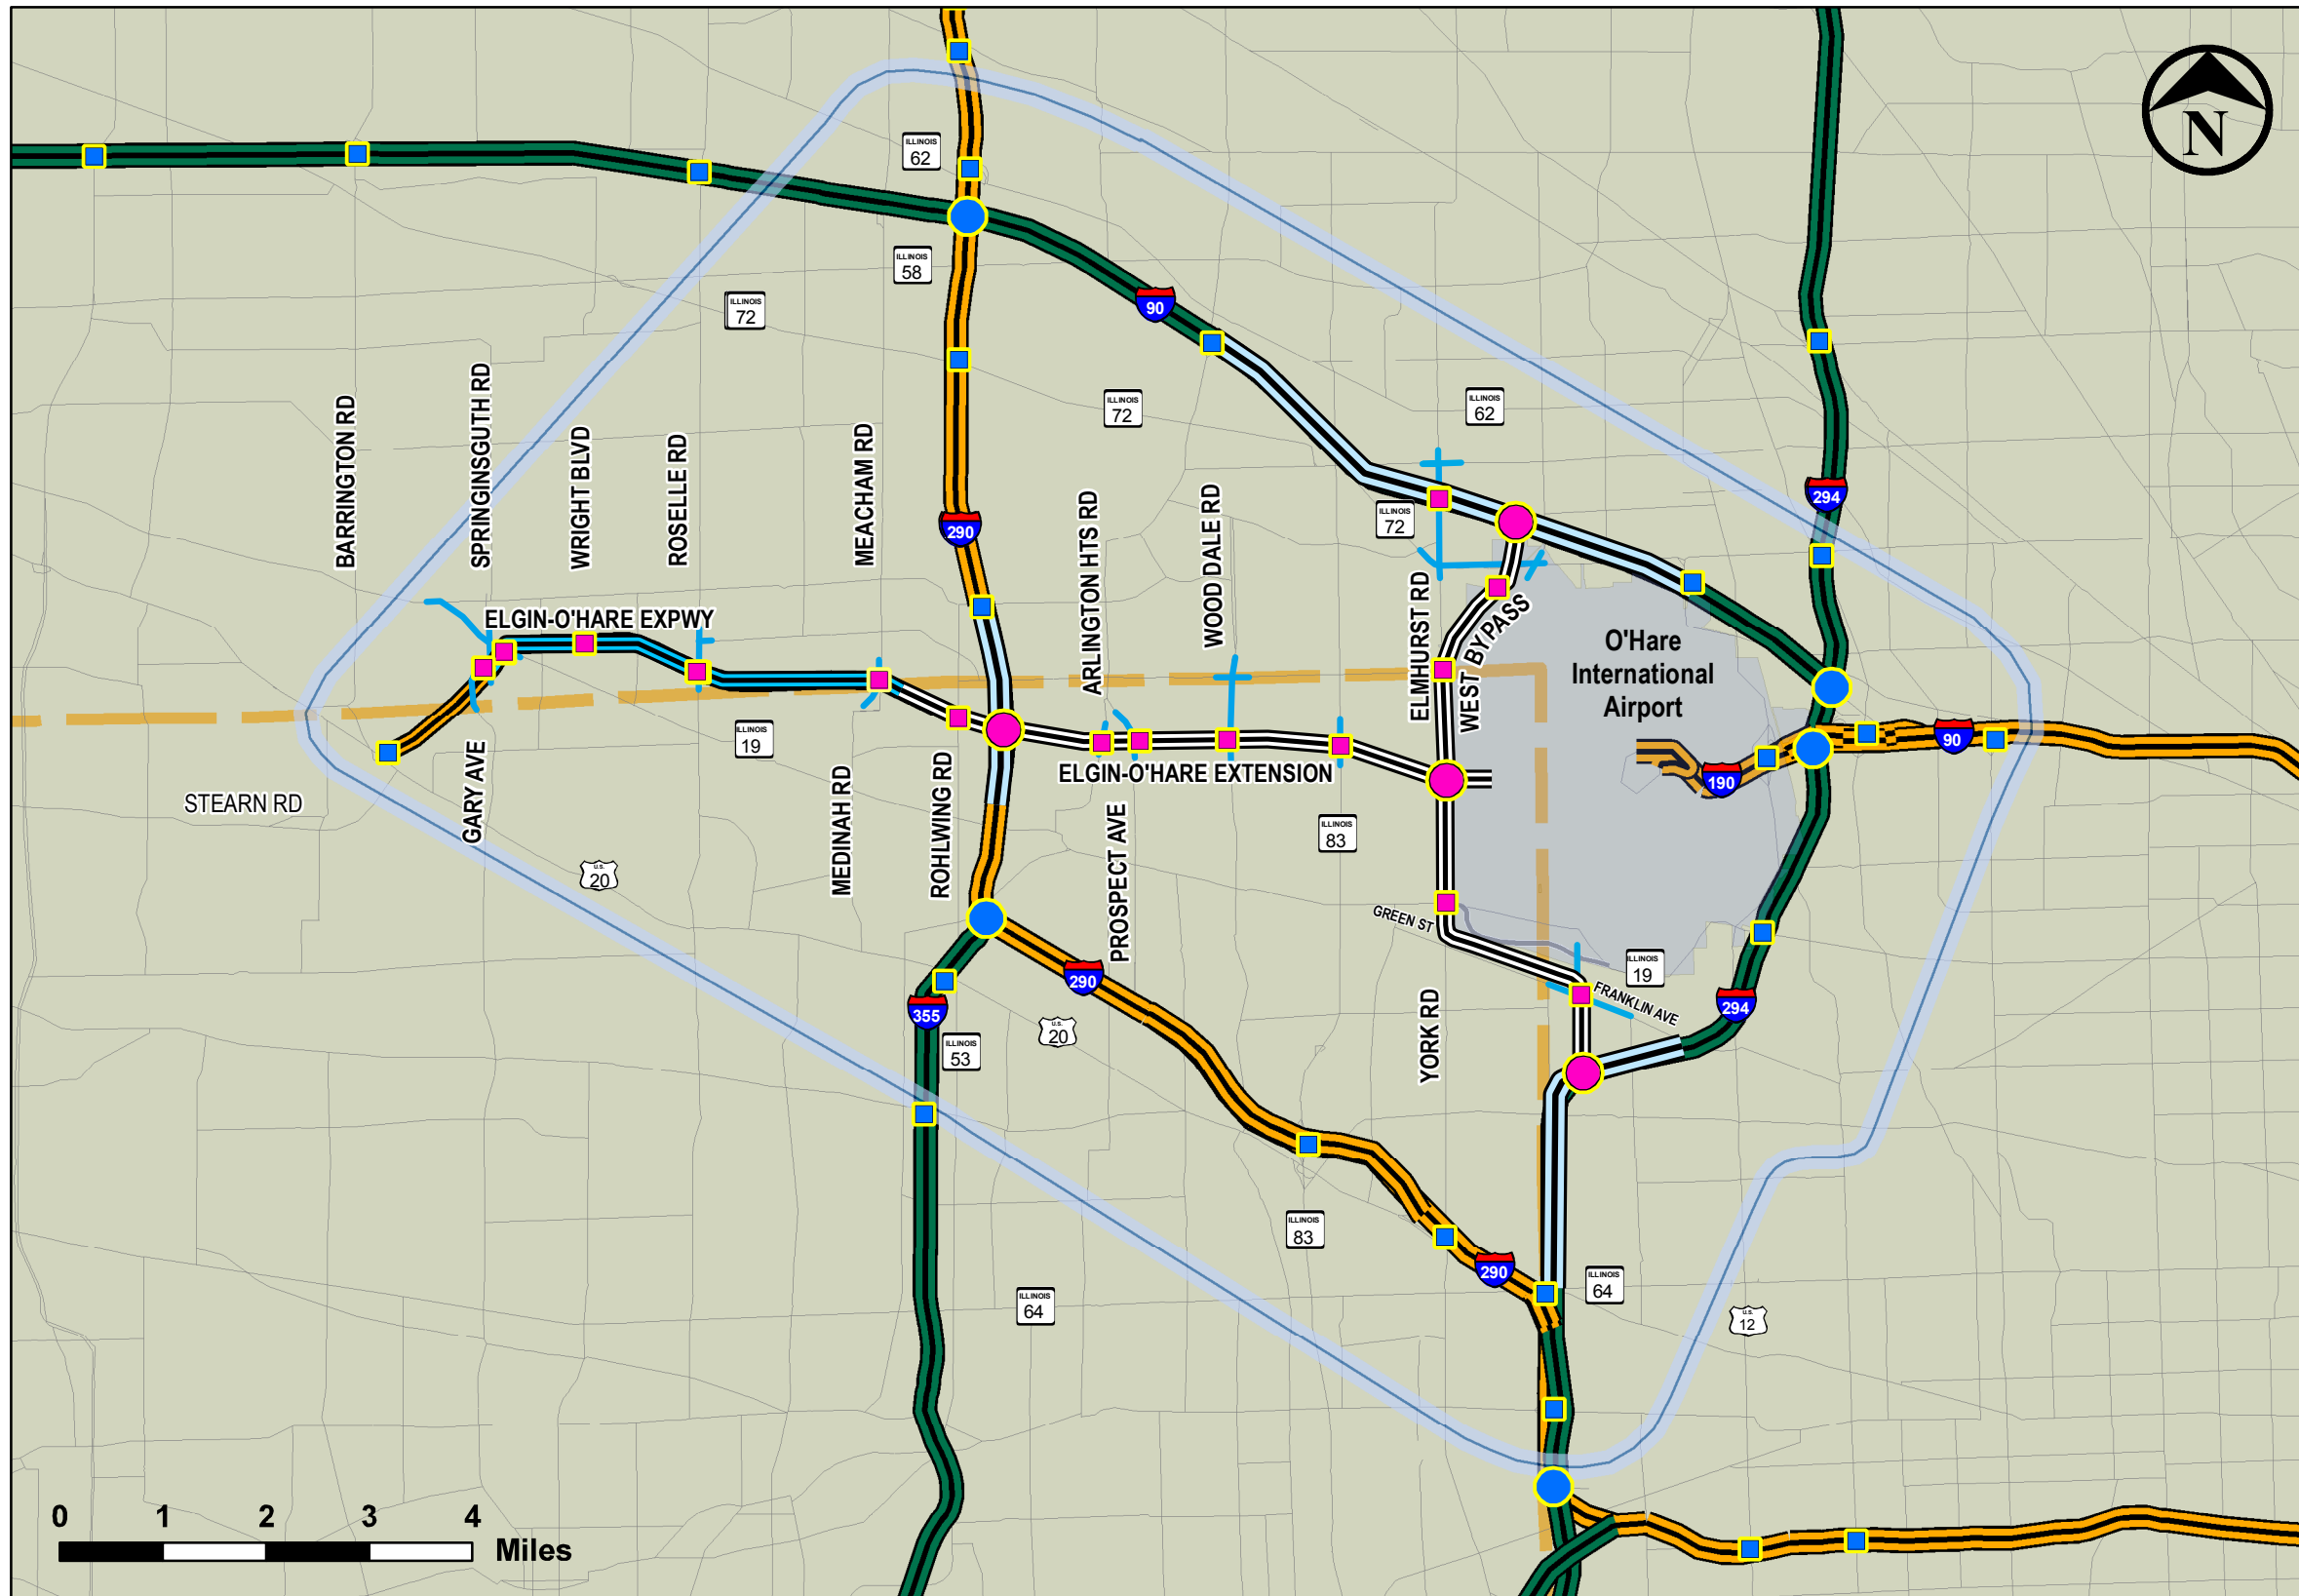 N
ILLINOIS
62
ILLINOIS
58
ILLINOIS
72
90
ILLINOIS
72
ILLINOIS
62
294
BARRINGTON RD
SPRINGINSGUTH RD
WRIGHT BLVD
ROSELLE RD
MEACHAM RD
290
ARLINGTON HTS RD
WOOD DALE RD
ILLINOIS
72
ELMHURST RD
WEST BYPASS
ELGIN-O'HARE EXPWY
O'Hare
International
Airport
ILLINOIS
19
90
190
ELGIN-O'HARE EXTENSION
STEARN RD
GARY AVE
MEDINAH RD
ROHLWING RD
PROSPECT AVE
ILLINOIS
83
U.S.
20
GREEN ST
ILLINOIS
19
FRANKLIN AVE
290
294
355
ILLINOIS
53
U.S.
20
YORK RD
ILLINOIS
83
290
ILLINOIS
64
ILLINOIS
64
U.S.
12
0 1 2 3 4
Miles